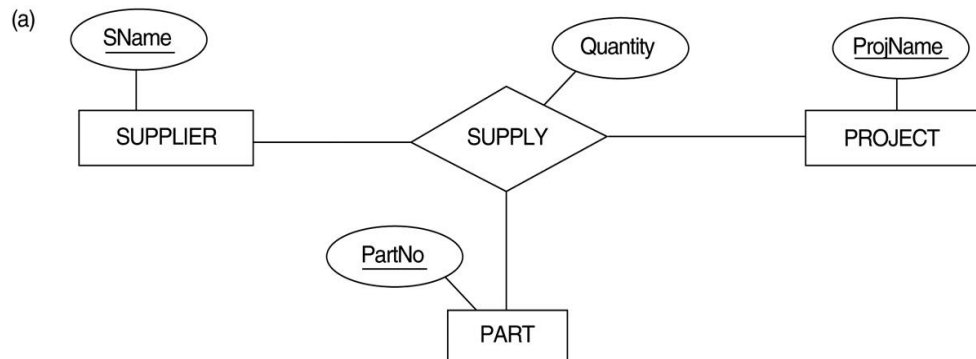 (a)
SName
Quantity
ProjName
SUPPLIER
SUPPLY
PROJECT
PartNo
PART